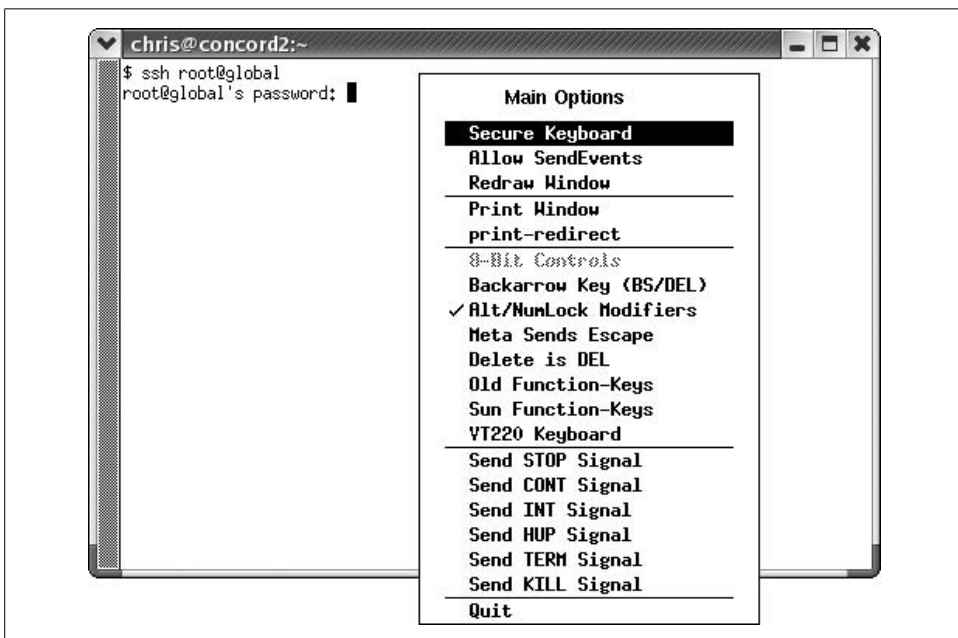 chris@concord2:~
$ ssh root@global
root@global's password:
Main Options
Secure Keyboard
Allow SendEvents
Redraw Window
Print Window
print-redirect
8-Bit Controls
Backarrow Key (BS/DEL)
✓Alt/NumLock Modifiers
Meta Sends Escape
Delete is DEL
Old Function-Keys
Sun Function-Keys
VT220 Keyboard
Send STOP Signal
Send CONT Signal
Send INT Signal
Send HUP Signal
Send TERM Signal
Send KILL Signal
Quit